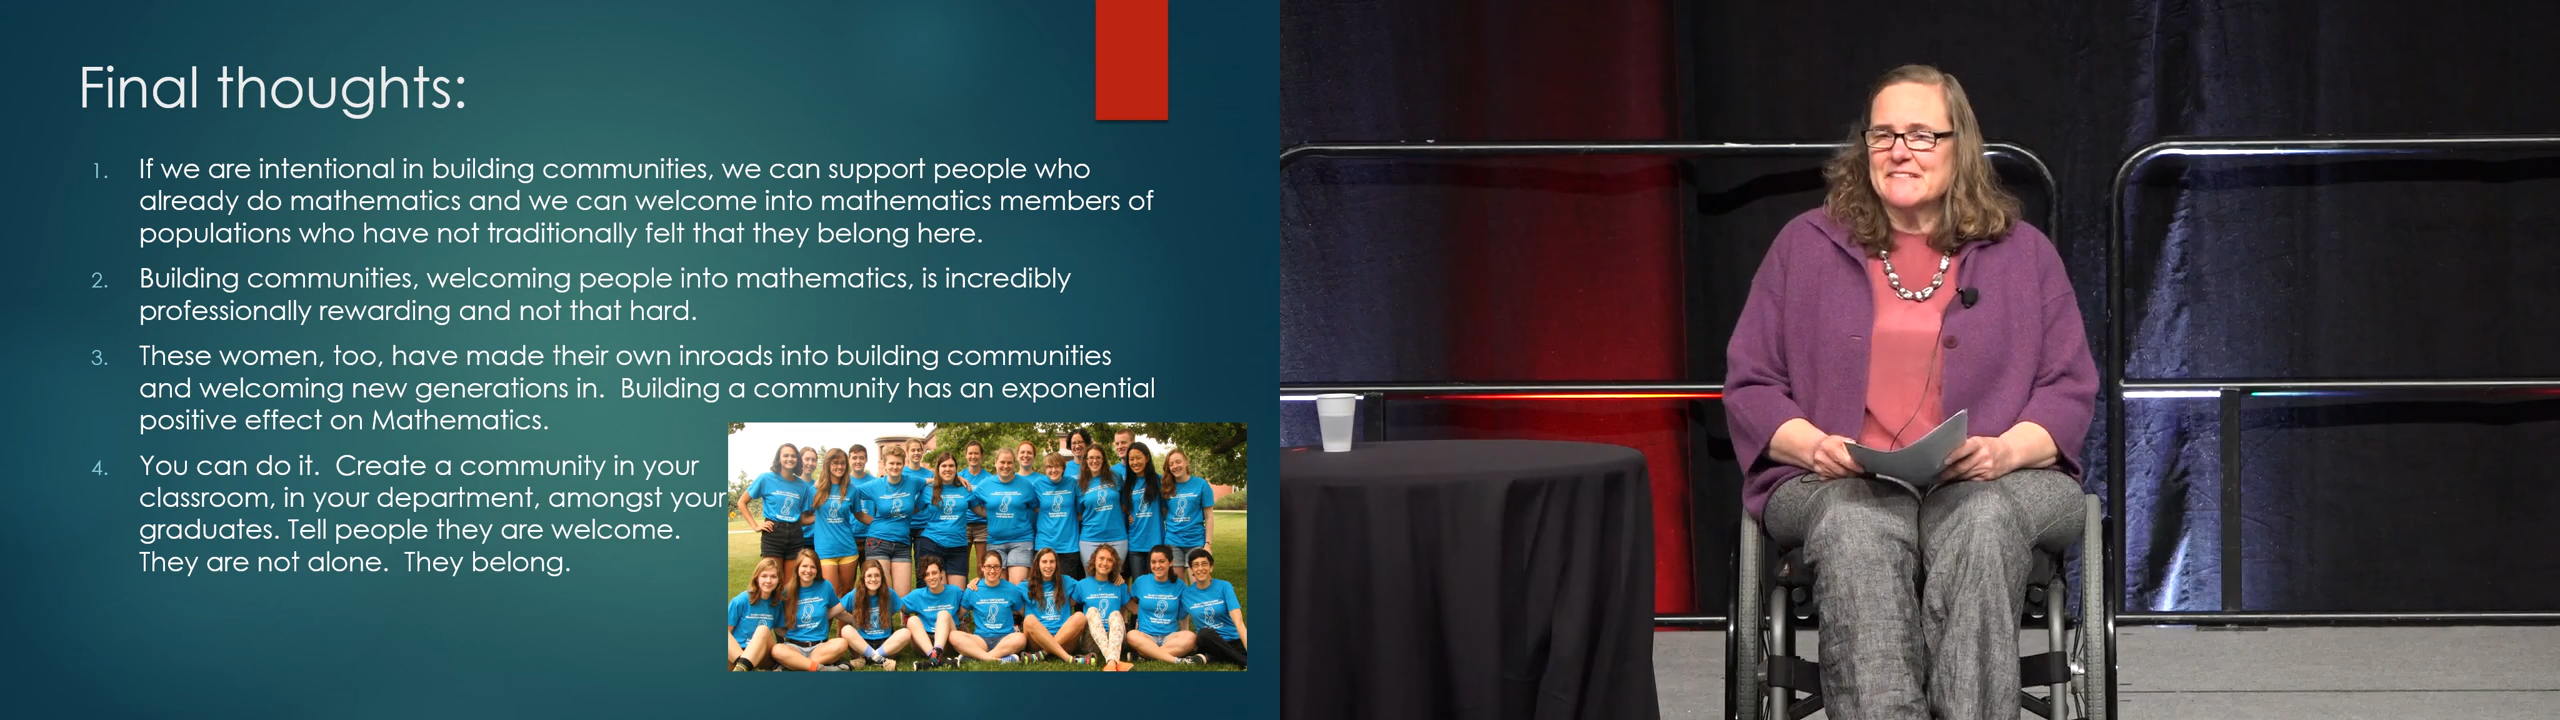 Final thoughts:
1. If we are intentional in building communities, we can support people who
already do mathematics and we can welcome into mathematics members of
populations who have not traditionally felt that they belong here.
2. Building communities, welcoming people into mathematics, is incredibly
professionally rewarding and not that hard.
3. These women, too, have made their own inroads into building communities
and welcoming new generations in.  Building a community has an exponential
positive effect on Mathematics.
4. You can do it.  Create a community in your
classroom, in your department, amongst your
graduates. Tell people they are welcome.
They are not alone.  They belong.